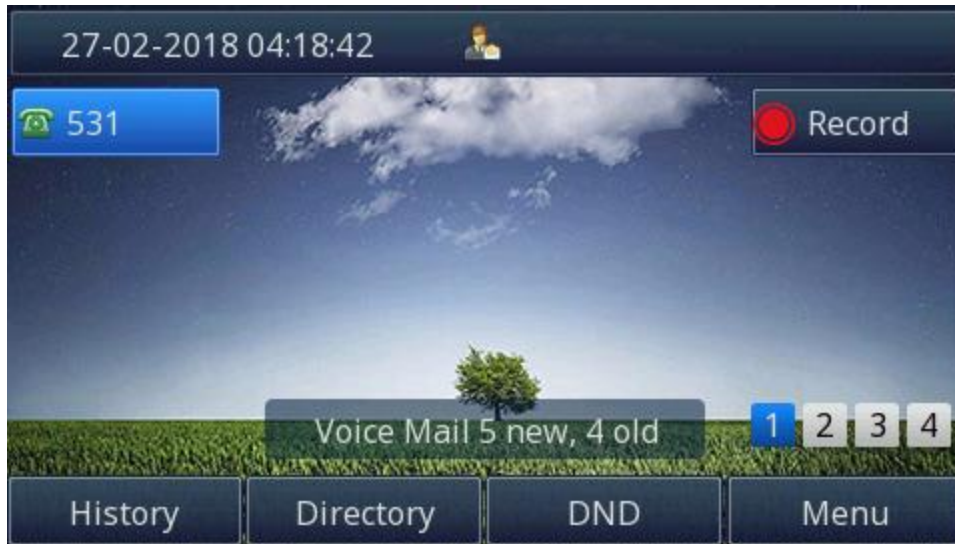 27-02-2018 04:18:42
531
Record
Voice Mail 5 new, 4 old
1 2 3 4
History Directory DND Menu